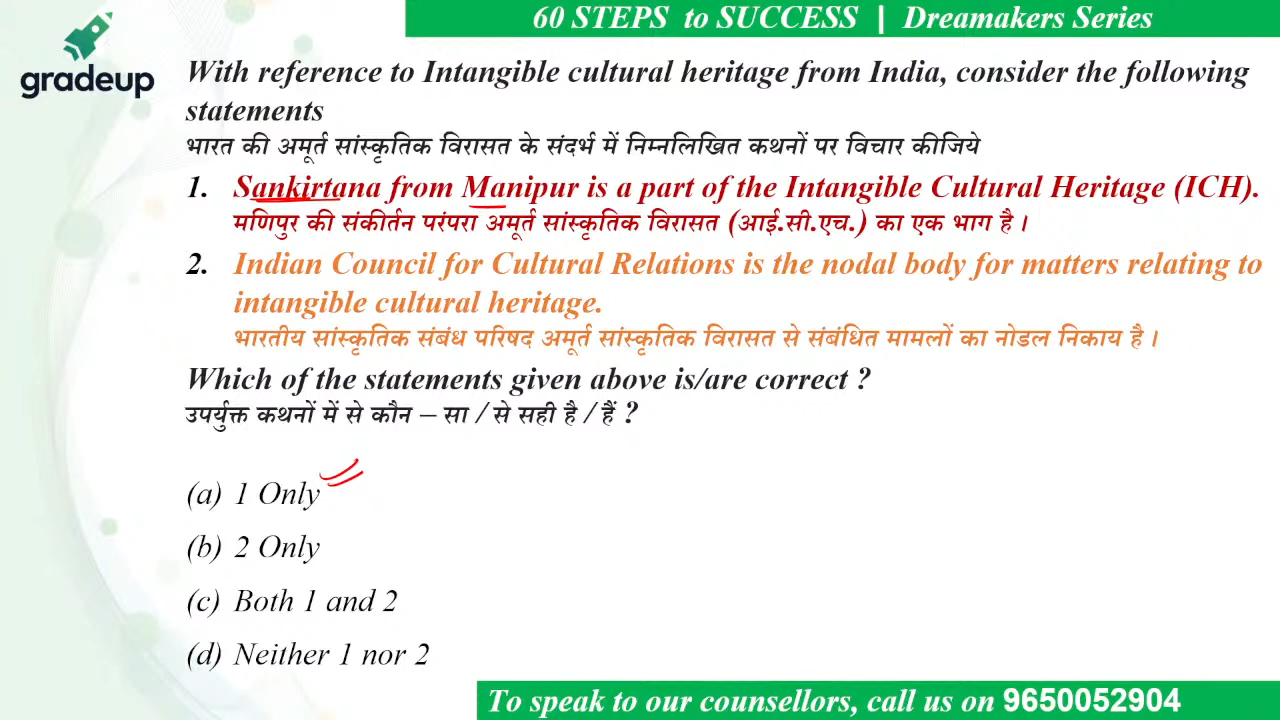 60 STEPS to SUCCESS | Dreamakers Series
gradeup
With reference to Intangible cultural heritage from India, consider the following
statements
भारत की अमूर्त सांस्कृतिक विरासत के संदर्भ में निम्नलिखित कथनों पर विचार कीजिये
1. Sankirtana from Manipur is a part of the Intangible Cultural Heritage (ICH).
मणिपुर की संकीर्तन परंपरा अमूर्त सांस्कृतिक विरासत (आई.सी.एच.) का एक भाग है।
2. Indian Council for Cultural Relations is the nodal body for matters relating to
intangible cultural heritage.
भारतीय सांस्कृतिक संबंध परिषद अमूर्त सांस्कृतिक विरासत से संबंधित मामलों का नोडल निकाय है।
Which of the statements given above is/are correct ?
उपर्युक्त कथनों में से कौन – सा / से सही है / हैं ?
(a) 1 Only
(b) 2 Only
(c) Both 1 and 2
(d) Neither 1 nor 2
To speak to our counsellors, call us on 9650052904